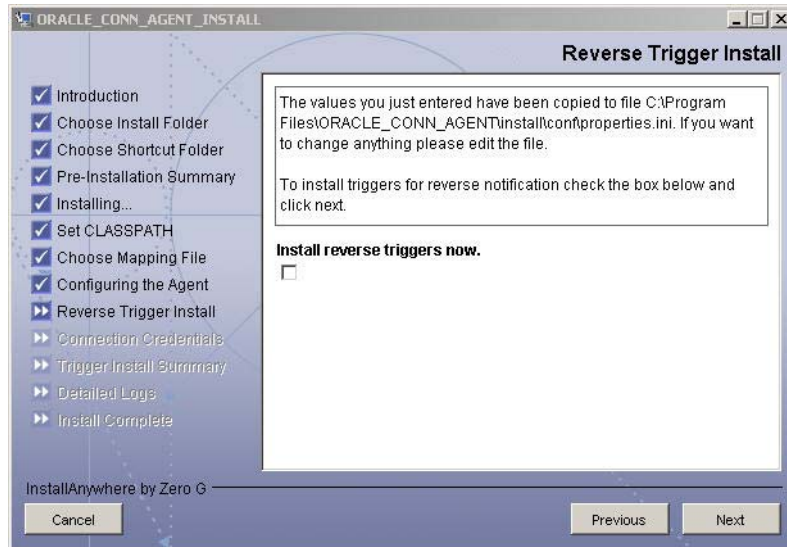 ORACLE_CONN_AGENT_INSTALL
Reverse Trigger Install
Introduction
Choose Install Folder
Choose Shortcut Folder
Pre-Installation Summary
Installing...
Set CLASSPATH
Choose Mapping File
Configuring the Agent
Reverse Trigger Install
Connection Credentials
Trigger Install Summary
Detailed Logs
Install Complete
The values you just entered have been copied to file C:\Program
Files\ORACLE_CONN_AGENT\install\conf\properties.ini. If you want
to change anything please edit the file.
To install triggers for reverse notification check the box below and
click next.
Install reverse triggers now.
InstallAnywhere by Zero G
Cancel
Previous
Next